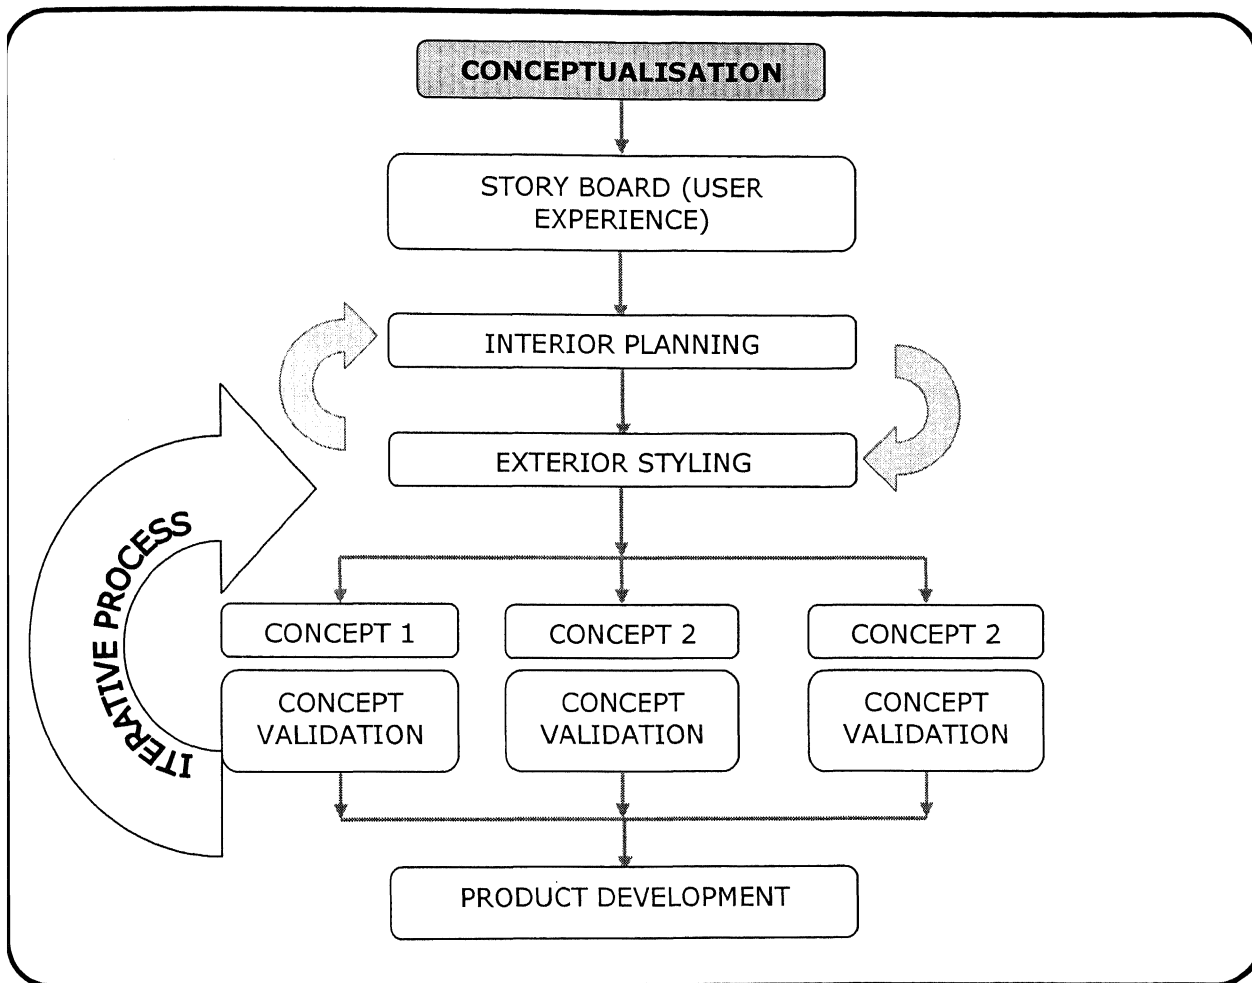 CONCEPTUALISATION
STORY BOARD (USER
EXPERIENCE)
INTERIOR PLANNING
EXTERIOR STYLING
ITERATIVE PROCESS
CONCEPT 1
CONCEPT 2
CONCEPT 2
CONCEPT
VALIDATION
CONCEPT
VALIDATION
CONCEPT
VALIDATION
PRODUCT DEVELOPMENT